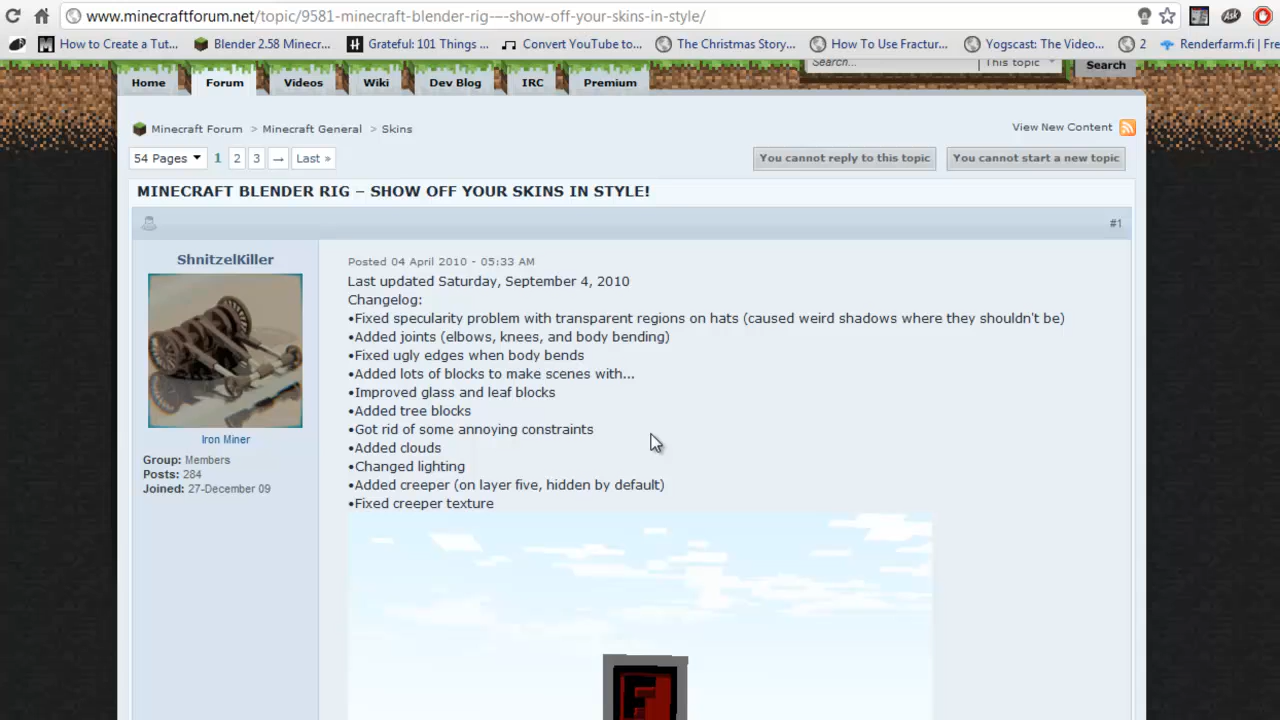 www.minecraftforum.net/topic/9581-minecraft-blender-rig-–-show-off-your-skins-in-style/
How to Create a Tut... Blender 2.58 Minecr... Grateful: 101 Things ... Convert YouTube to... The Christmas Story... How To Use Fractur... Yogscast: The Video... 2 Renderfarm.fi | Fre
Search... This topic Search
Home Forum Videos Wiki Dev Blog IRC Premium
Minecraft Forum > Minecraft General > Skins
View New Content
54 Pages 1 2 3 → Last »
You cannot reply to this topic You cannot start a new topic
MINECRAFT BLENDER RIG – SHOW OFF YOUR SKINS IN STYLE!
#1
ShnitzelKiller
Iron Miner
Group: Members
Posts: 284
Joined: 27-December 09
Posted 04 April 2010 - 05:33 AM
Last updated Saturday, September 4, 2010
Changelog:
•Fixed specularity problem with transparent regions on hats (caused weird shadows where they shouldn't be)
•Added joints (elbows, knees, and body bending)
•Fixed ugly edges when body bends
•Added lots of blocks to make scenes with...
•Improved glass and leaf blocks
•Added tree blocks
•Got rid of some annoying constraints
•Added clouds
•Changed lighting
•Added creeper (on layer five, hidden by default)
•Fixed creeper texture